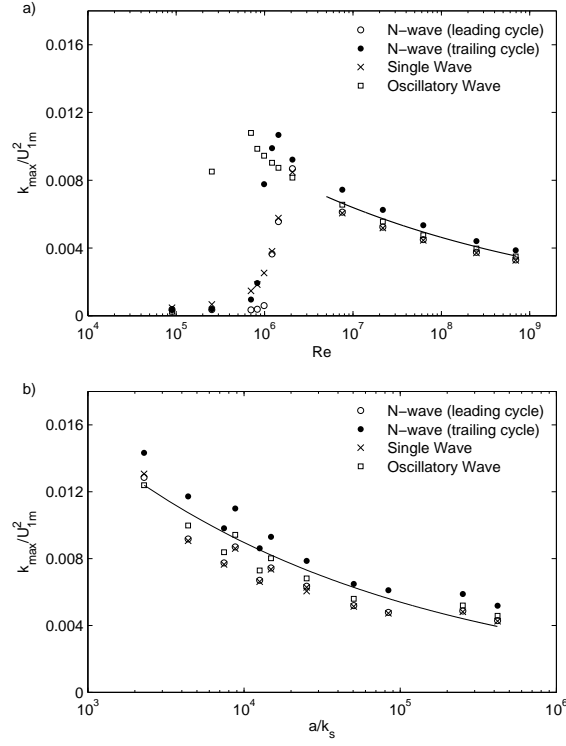 a)
0.016
0.012
0.008
0.004
0
k_max/U²_1m
N−wave (leading cycle)
N−wave (trailing cycle)
Single Wave
Oscillatory Wave
10⁴ 10⁵ 10⁶ 10⁷ 10⁸ 10⁹
Re
b)
0.016
0.012
0.008
0.004
0
k_max/U²_1m
N−wave (leading cycle)
N−wave (trailing cycle)
Single Wave
Oscillatory Wave
10³ 10⁴ 10⁵ 10⁶
a/k_s